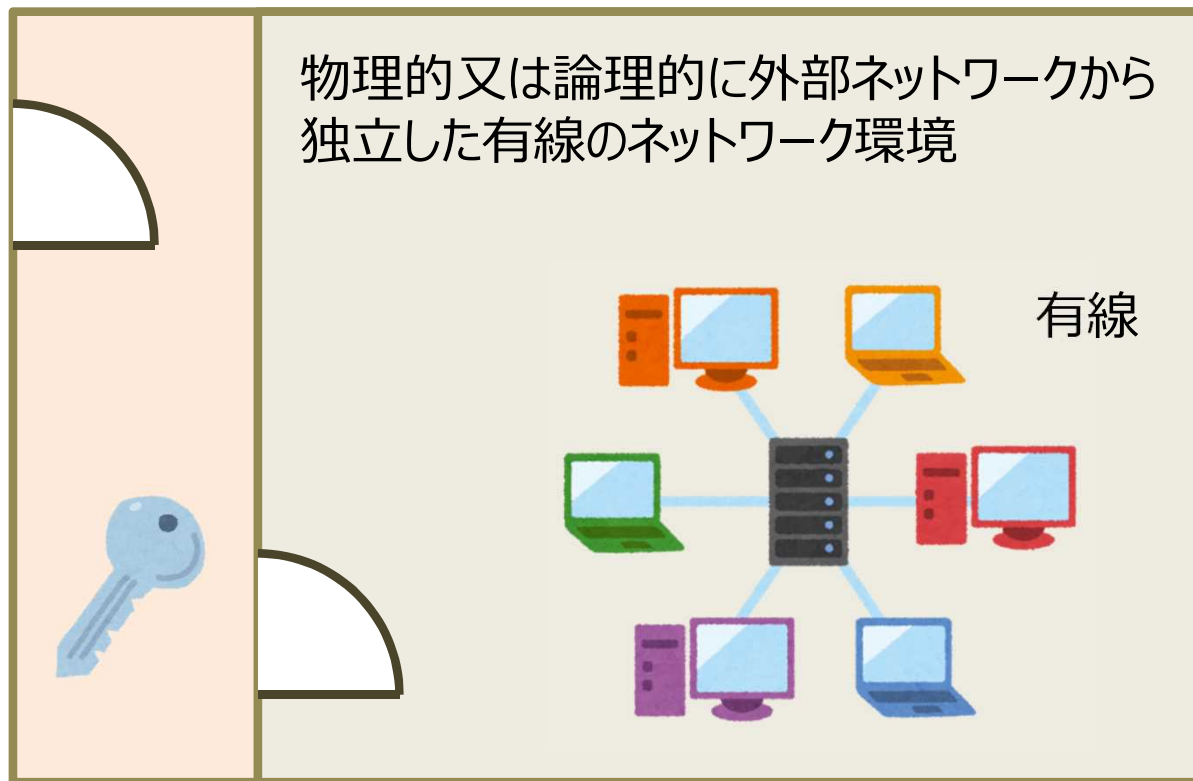 物理的又は論理的に外部ネットワークから
独立した有線のネットワーク環境
有線